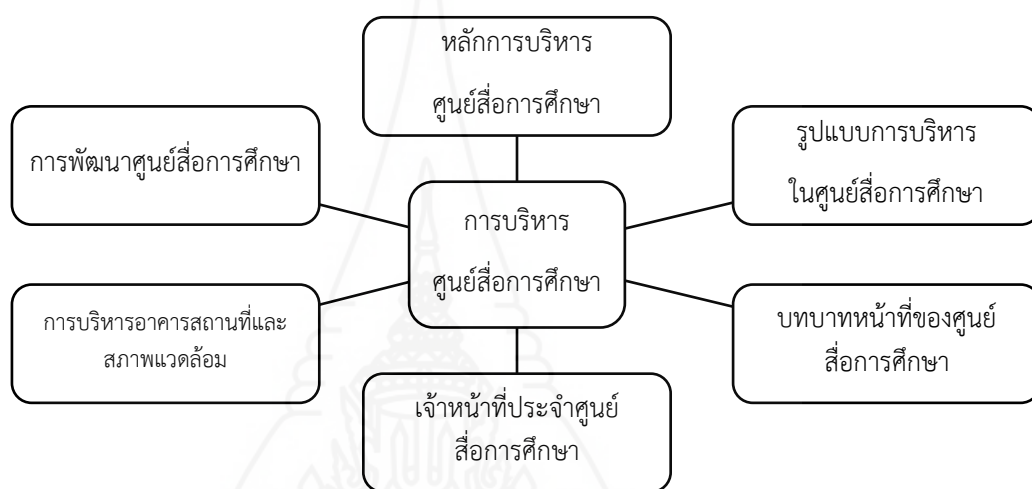 หลักการบริหาร
ศูนย์สื่อการศึกษา
การพัฒนาศูนย์สื่อการศึกษา
รูปแบบการบริหาร
ในศูนย์สื่อการศึกษา
การบริหาร
ศูนย์สื่อการศึกษา
การบริหารอาคารสถานที่และ
สภาพแวดล้อม
บทบาทหน้าที่ของศูนย์
สื่อการศึกษา
เจ้าหน้าที่ประจำศูนย์
สื่อการศึกษา